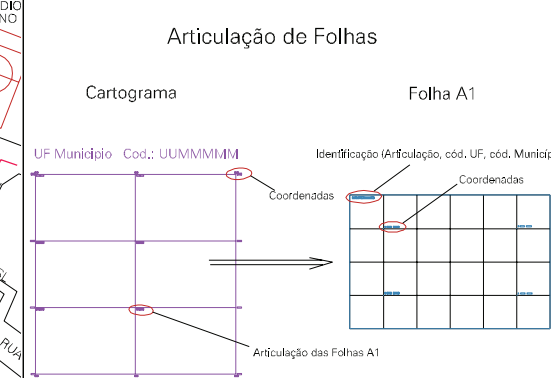 DIO
NO
Articulação de Folhas
Cartograma
Folha A1
UF Municipio Cod.: UUMMMMM
Identificação (Articulação, cód. UF, cód. Municíp
Coordenadas
Coordenadas
Articulação das Folhas A1
RUA